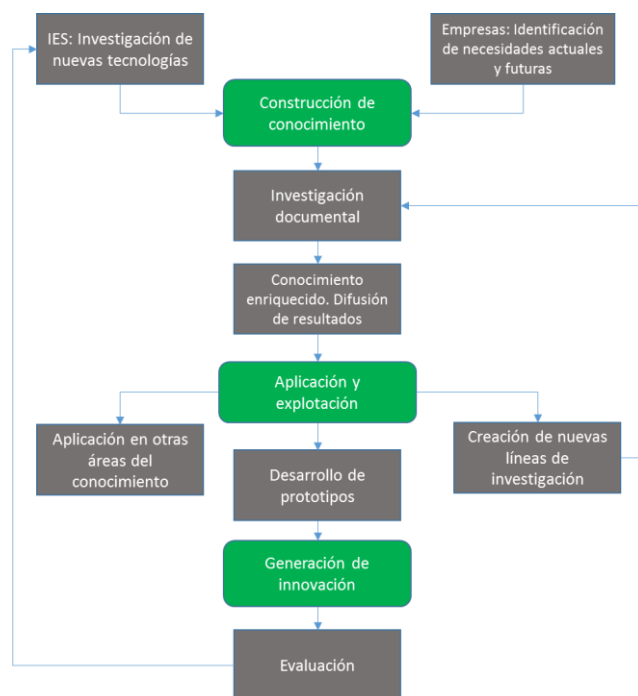 IES: Investigación de
nuevas tecnologías
Empresas: Identificación
de necesidades actuales
y futuras
Construcción de
conocimiento
Investigación
documental
Conocimiento
enriquecido. Difusión
de resultados
Aplicación y
explotación
Aplicación en otras
áreas del
conocimiento
Desarrollo de
prototipos
Creación de nuevas
líneas de
investigación
Generación de
innovación
Evaluación